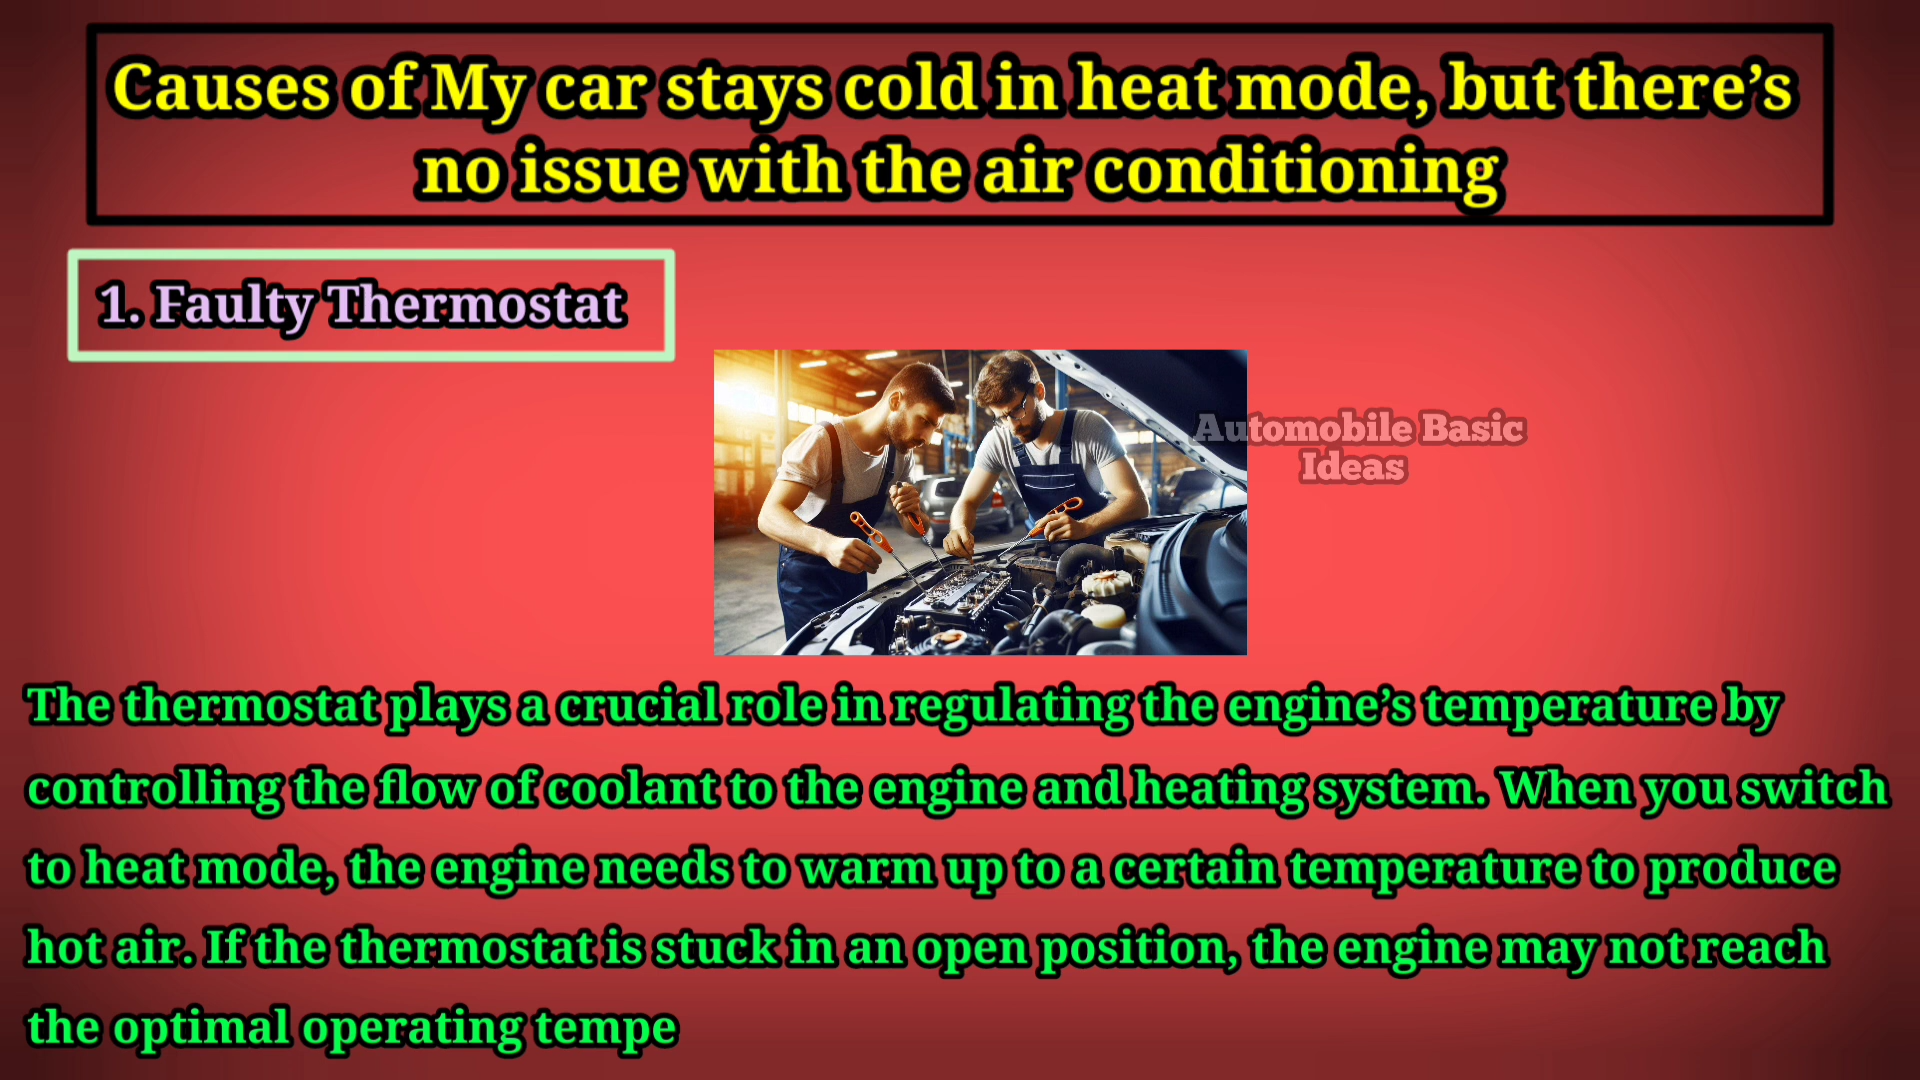 Causes of My car stays cold in heat mode, but there’s
no issue with the air conditioning
1. Faulty Thermostat
Automobile Basic
Ideas
The thermostat plays a crucial role in regulating the engine’s temperature by
controlling the flow of coolant to the engine and heating system. When you switch
to heat mode, the engine needs to warm up to a certain temperature to produce
hot air. If the thermostat is stuck in an open position, the engine may not reach
the optimal operating tempe